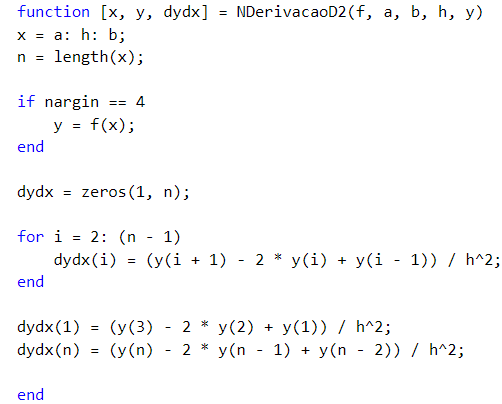 function [x, y, dydx] = NDerivacaoD2(f, a, b, h, y)
x = a: h: b;
n = length(x);
if nargin == 4
y = f(x);
end
dydx = zeros(1, n);
for i = 2: (n - 1)
dydx(i) = (y(i + 1) - 2 * y(i) + y(i - 1)) / h^2;
end
dydx(1) = (y(3) - 2 * y(2) + y(1)) / h^2;
dydx(n) = (y(n) - 2 * y(n - 1) + y(n - 2)) / h^2;
end